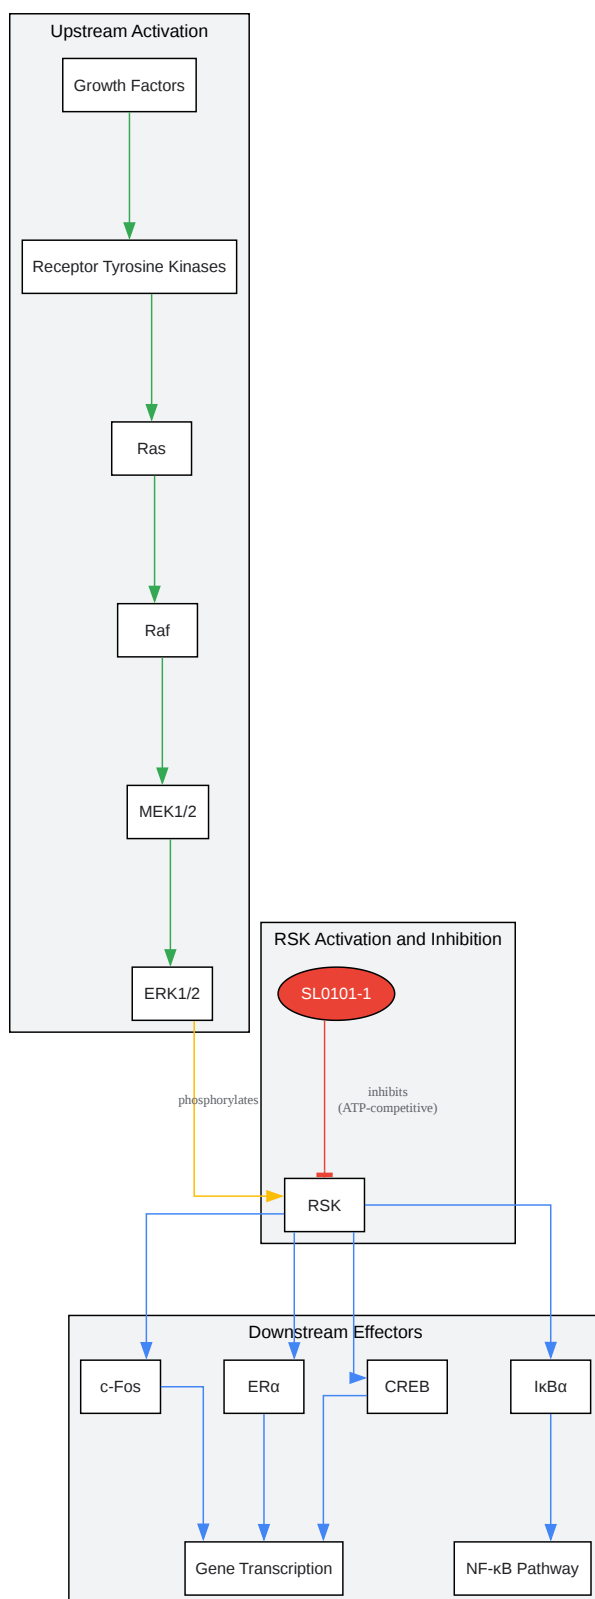 Upstream Activation
Growth Factors
Receptor Tyrosine Kinases
Ras
Raf
MEK1/2
ERK1/2
RSK Activation and Inhibition
SL0101-1
phosphorylates
inhibits
(ATP-competitive)
RSK
Downstream Effectors
c-Fos
ERα
CREB
IκBα
Gene Transcription
NF-κB Pathway